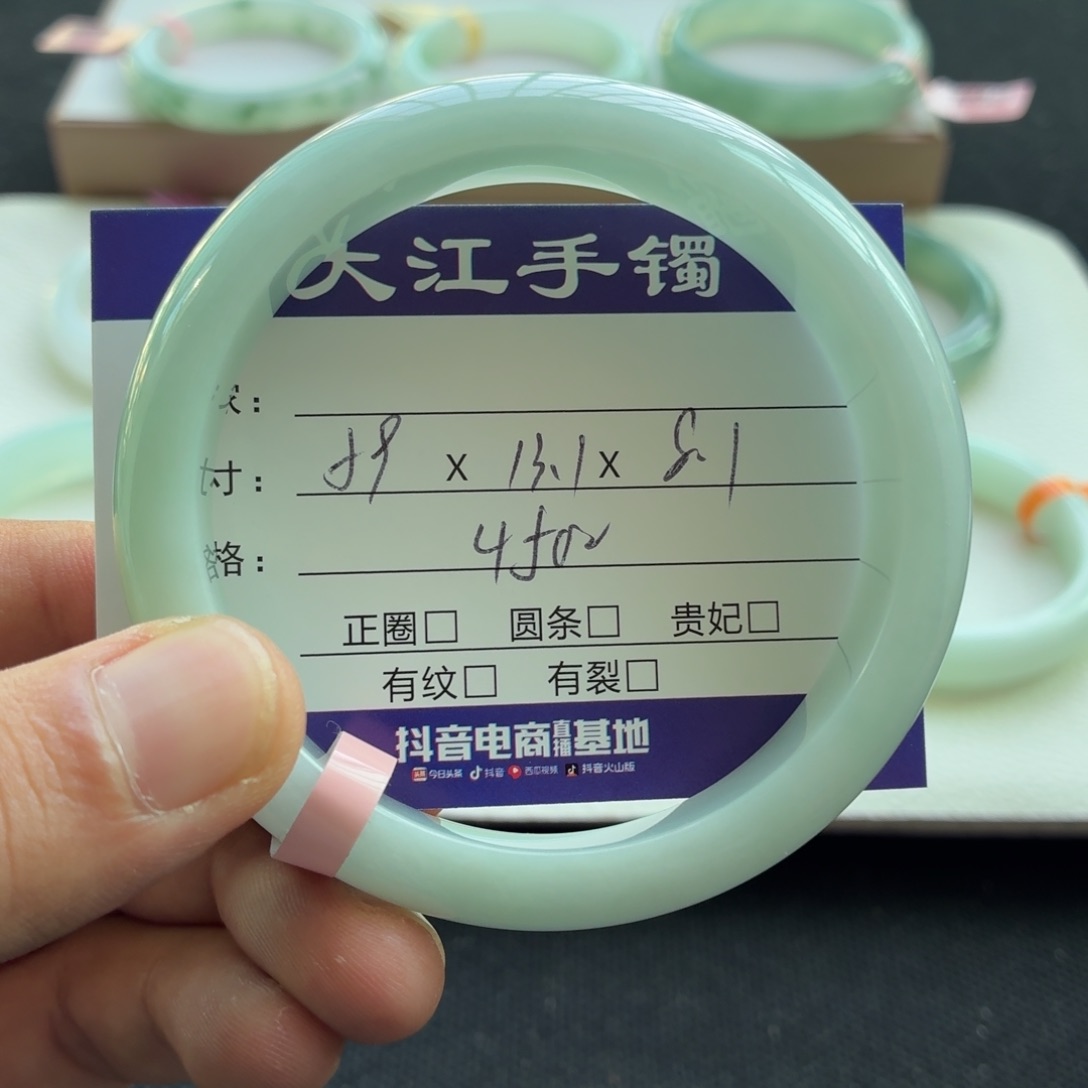 大江手镯
寸：
59 x 13.1 x 8.1
格：
450
正圈□ 圆条□ 贵妃□
有纹□ 有裂□
抖音电商直播基地
今日头条 抖音 西瓜视频 抖音火山版